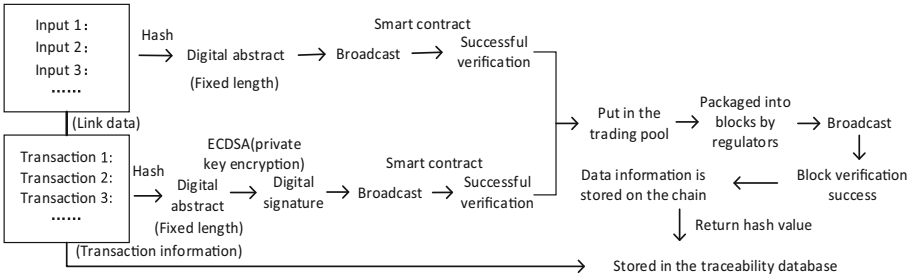 Input 1:
Input 2:
Input 3:
……
(Link data)
Hash
Digital abstract
(Fixed length)
Broadcast
Smart contract
Successful
verification
Transaction 1:
Transaction 2:
Transaction 3:
……
(Transaction information)
Hash
Digital
abstract
(Fixed length)
ECDSA(private
key encryption)
Digital
signature
Broadcast
Smart contract
Successful
verification
Put in the
trading pool
Packaged into
blocks by
regulators
Broadcast
Block verification
success
Data information is
stored on the chain
Return hash value
Stored in the traceability database